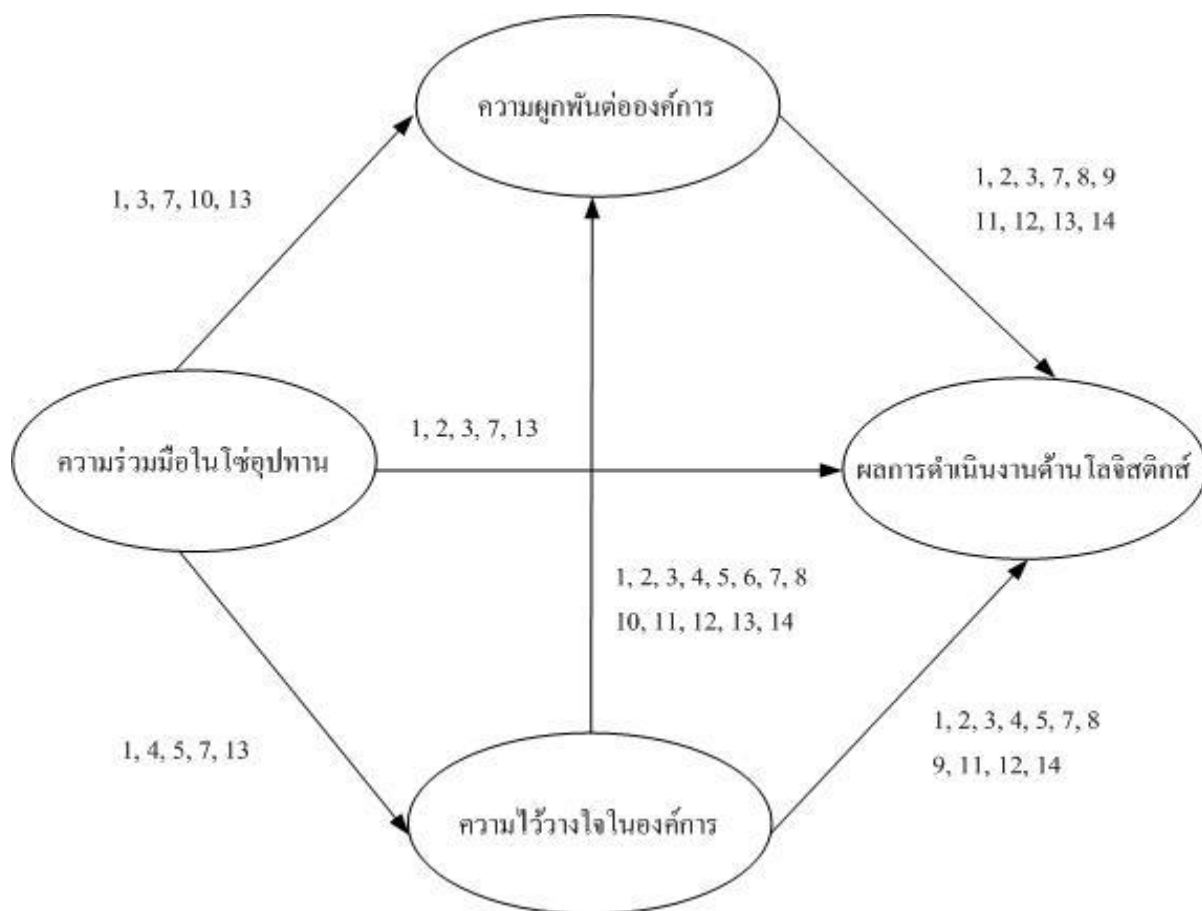 ความผูกพันต่อองค์การ
1, 2, 3, 7, 8, 9
11, 12, 13, 14
1, 3, 7, 10, 13
1, 2, 3, 7, 13
ความร่วมมือในโซ่อุปทาน
ผลการดำเนินงานด้านโลจิสติกส์
1, 2, 3, 4, 5, 6, 7, 8
10, 11, 12, 13, 14
1, 4, 5, 7, 13
1, 2, 3, 4, 5, 7, 8
9, 11, 12, 14
ความไว้วางใจในองค์การ